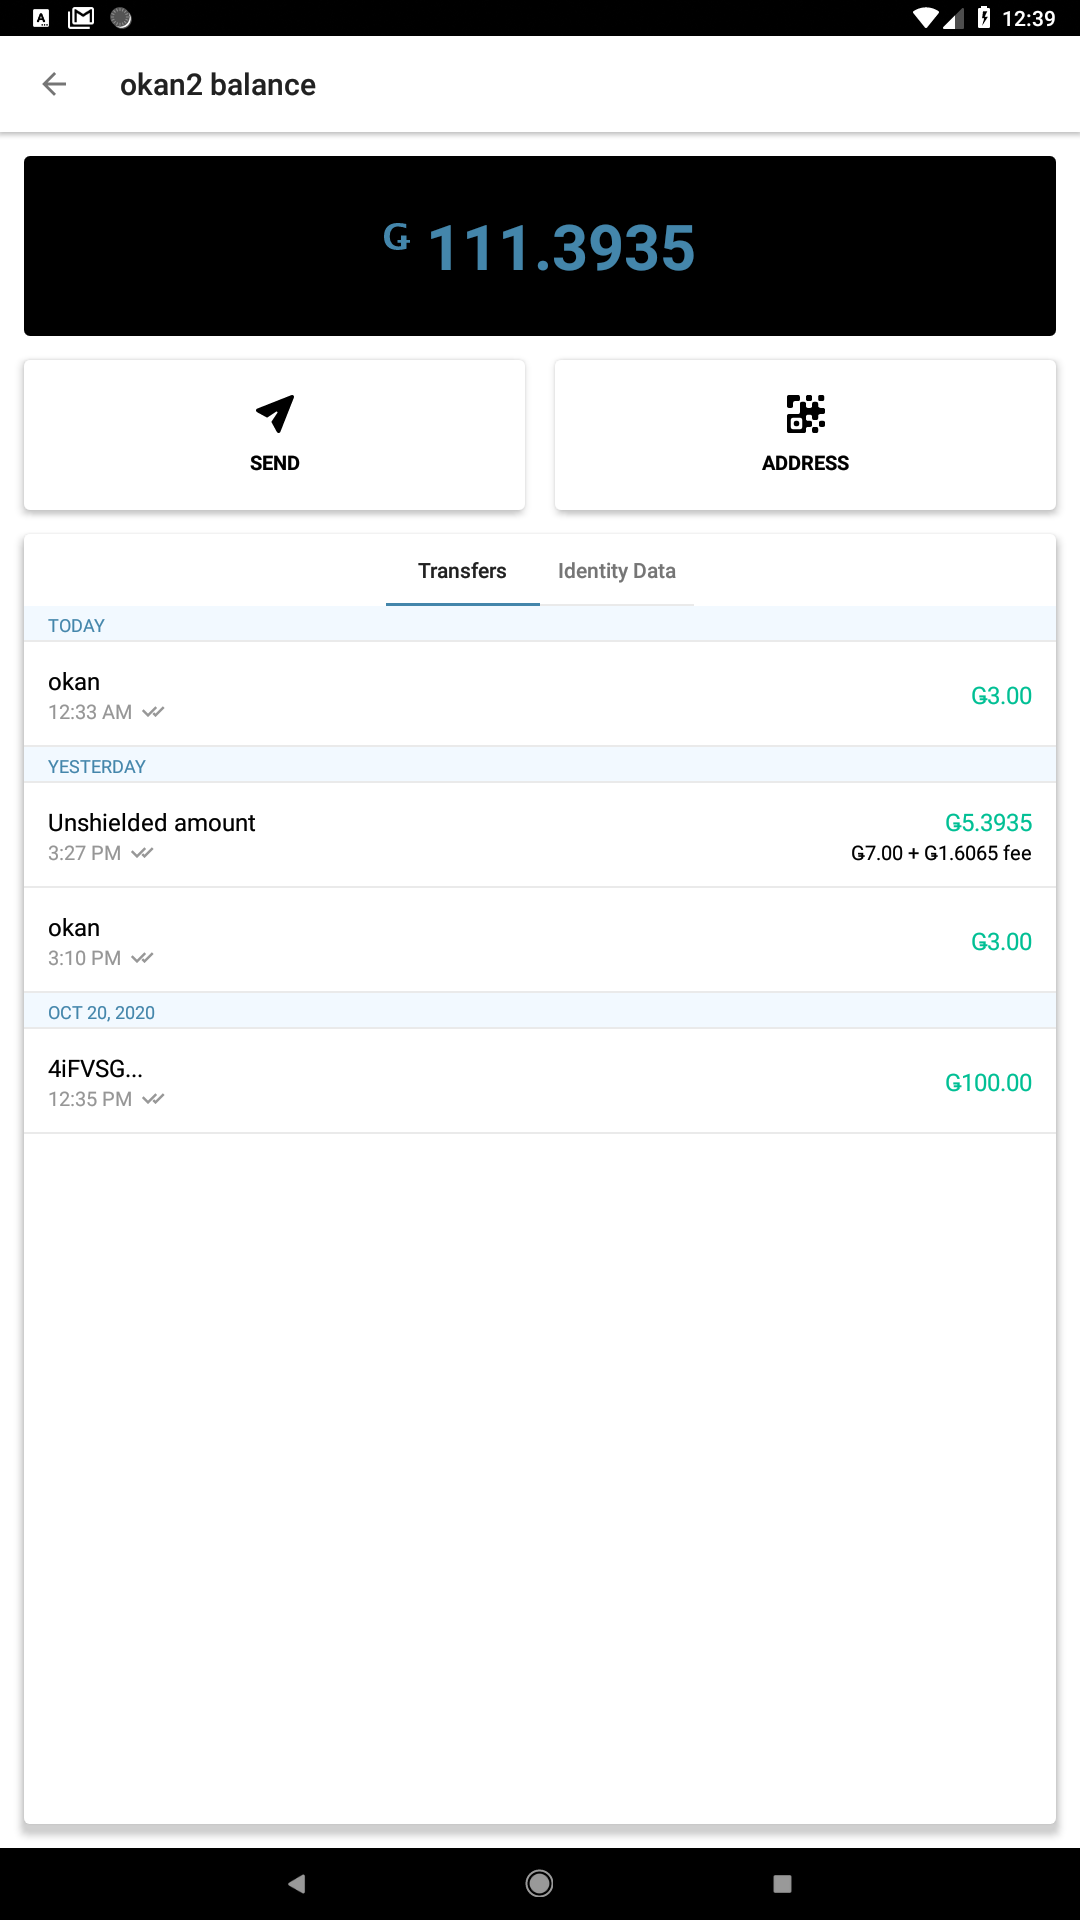 12:39
okan2 balance
Ǥ 111.3935
SEND
ADDRESS
Transfers
Identity Data
TODAY
okan
Ǥ3.00
12:33 AM
YESTERDAY
Unshielded amount
Ǥ5.3935
3:27 PM
Ǥ7.00 + Ǥ1.6065 fee
okan
Ǥ3.00
3:10 PM
OCT 20, 2020
4iFVSG...
Ǥ100.00
12:35 PM